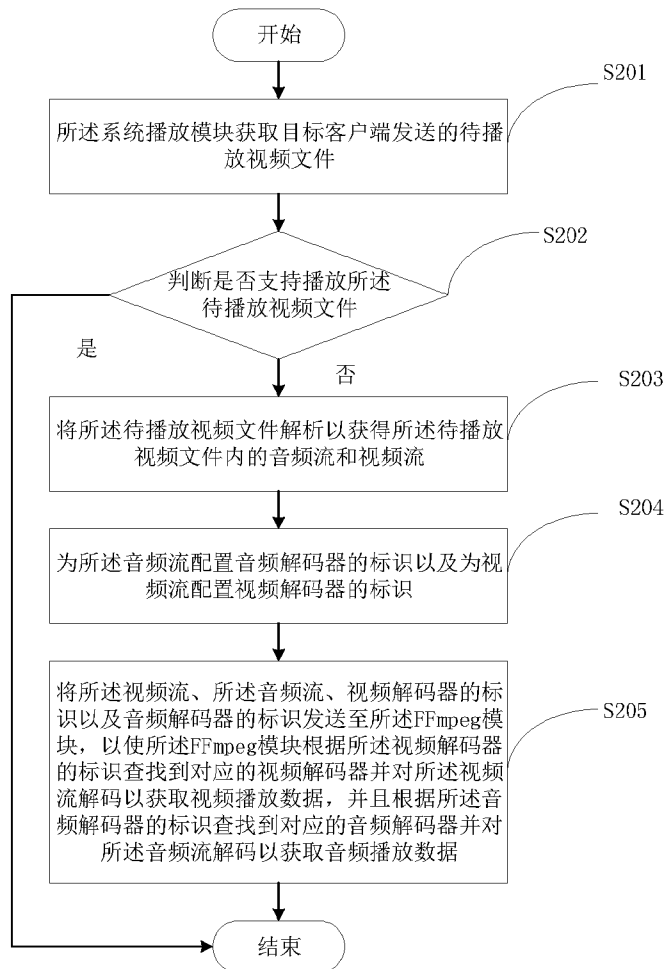 开始
S201
所述系统播放模块获取目标客户端发送的待播
放视频文件
S202
判断是否支持播放所述
待播放视频文件
是
否
S203
将所述待播放视频文件解析以获得所述待播放
视频文件内的音频流和视频流
S204
为所述音频流配置音频解码器的标识以及为视
频流配置视频解码器的标识
S205
将所述视频流、所述音频流、视频解码器的标
识以及音频解码器的标识发送至所述FFmpeg模
块，以使所述FFmpeg模块根据所述视频解码器
的标识查找到对应的视频解码器并对所述视频
流解码以获取视频播放数据，并且根据所述音
频解码器的标识查找到对应的音频解码器并对
所述音频流解码以获取音频播放数据
结束